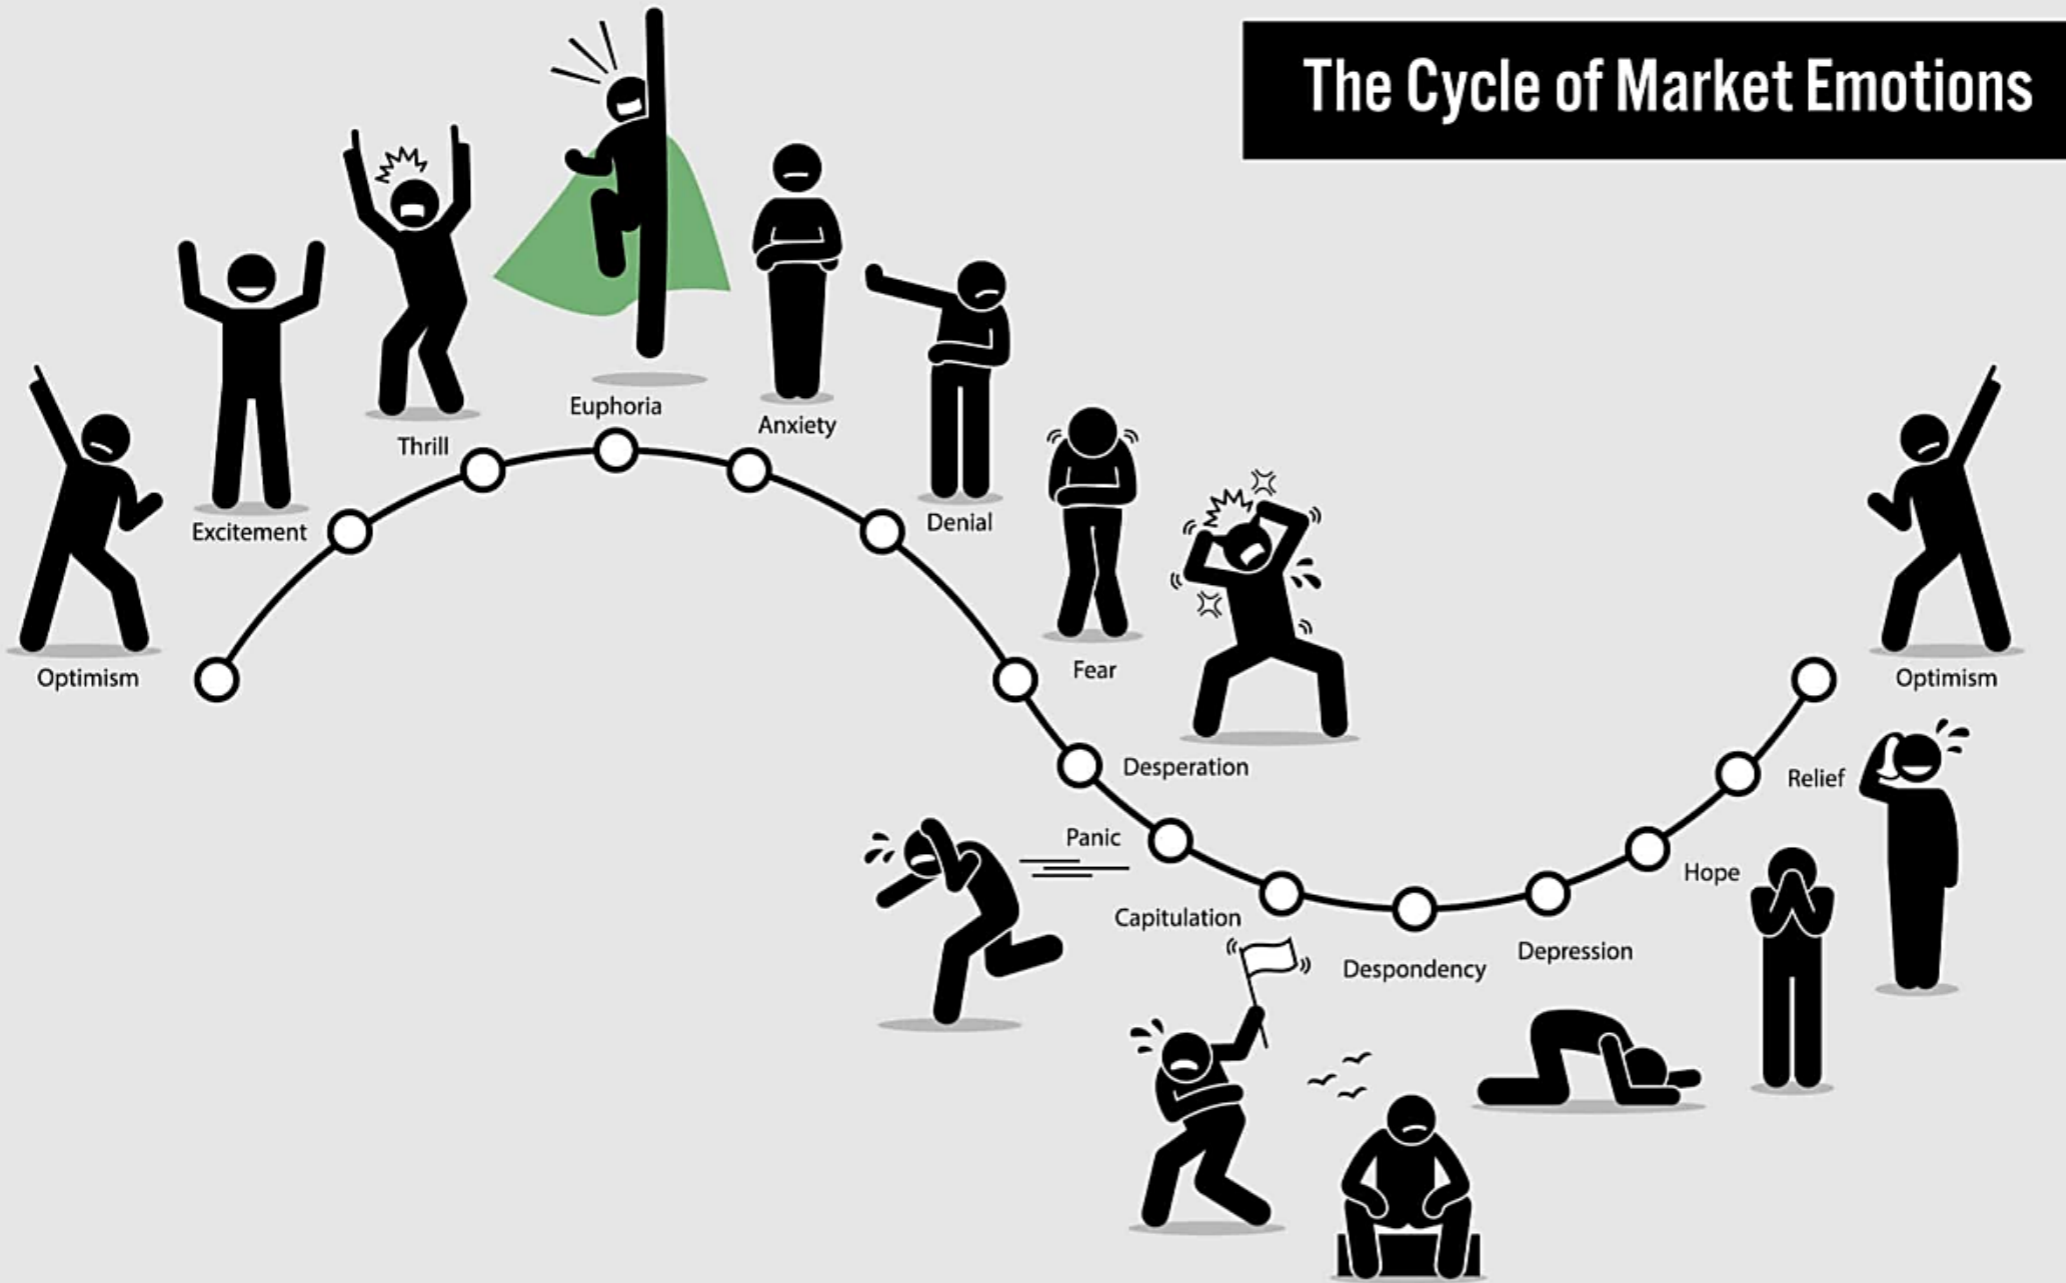 The Cycle of Market Emotions
Optimism
Excitement
Thrill
Euphoria
Anxiety
Denial
Fear
Desperation
Panic
Capitulation
Despondency
Depression
Hope
Relief
Optimism